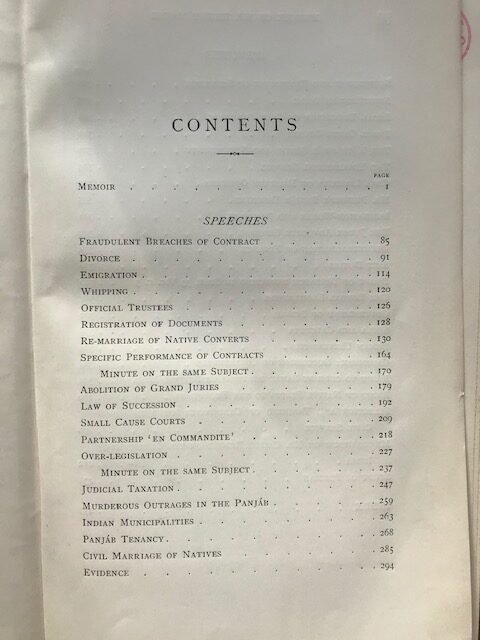 CONTENTS
PAGE
MEMOIR . . . . . . . . . . . 1
SPEECHES
FRAUDULENT BREACHES OF CONTRACT . . . . . 85
DIVORCE . . . . . . . . . . . 91
EMIGRATION . . . . . . . . . . 114
WHIPPING . . . . . . . . . . . 120
OFFICIAL TRUSTEES . . . . . . . . 126
REGISTRATION OF DOCUMENTS . . . . . . 128
RE-MARRIAGE OF NATIVE CONVERTS . . . . . 130
SPECIFIC PERFORMANCE OF CONTRACTS . . . . . 164
MINUTE ON THE SAME SUBJECT . . . . . . 170
ABOLITION OF GRAND JURIES . . . . . . 179
LAW OF SUCCESSION . . . . . . . . 192
SMALL CAUSE COURTS . . . . . . . . 209
PARTNERSHIP 'EN COMMANDITE' . . . . . . 218
OVER-LEGISLATION . . . . . . . . 227
MINUTE ON THE SAME SUBJECT . . . . . . 237
JUDICIAL TAXATION . . . . . . . . 247
MURDEROUS OUTRAGES IN THE PANJÁB . . . . . 259
INDIAN MUNICIPALITIES . . . . . . . 263
PANJÁB TENANCY . . . . . . . . . 268
CIVIL MARRIAGE OF NATIVES . . . . . . 285
EVIDENCE . . . . . . . . . . 294